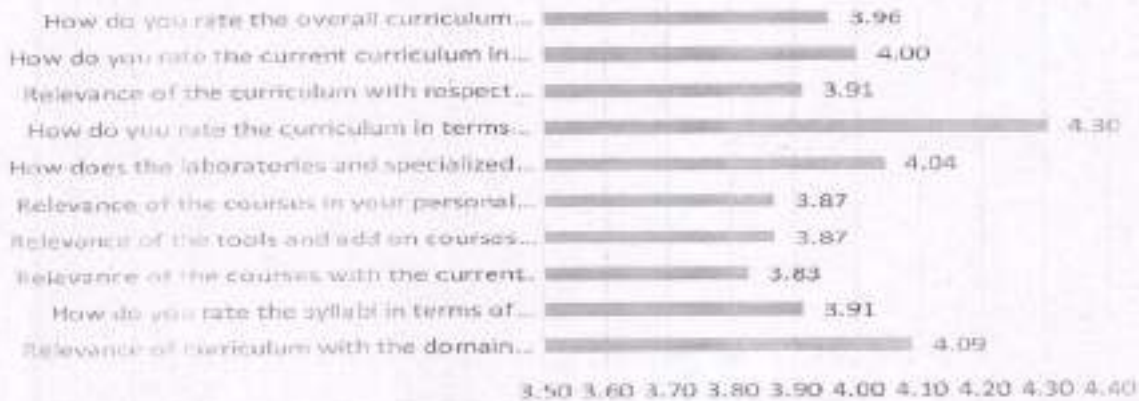 How do you rate the overall curriculum... 3.96
How do you rate the current curriculum in... 4.00
Relevance of the curriculum with respect... 3.91
How do you rate the curriculum in terms... 4.30
How does the laboratories and specialized... 4.04
Relevance of the courses in your personal... 3.87
Relevance of the tools and add on courses... 3.87
Relevance of the courses with the current.. 3.83
How do you rate the syllabi in terms of... 3.91
Relevance of curriculum with the domain... 4.09
3.50 3.60 3.70 3.80 3.90 4.00 4.10 4.20 4.30 4.40